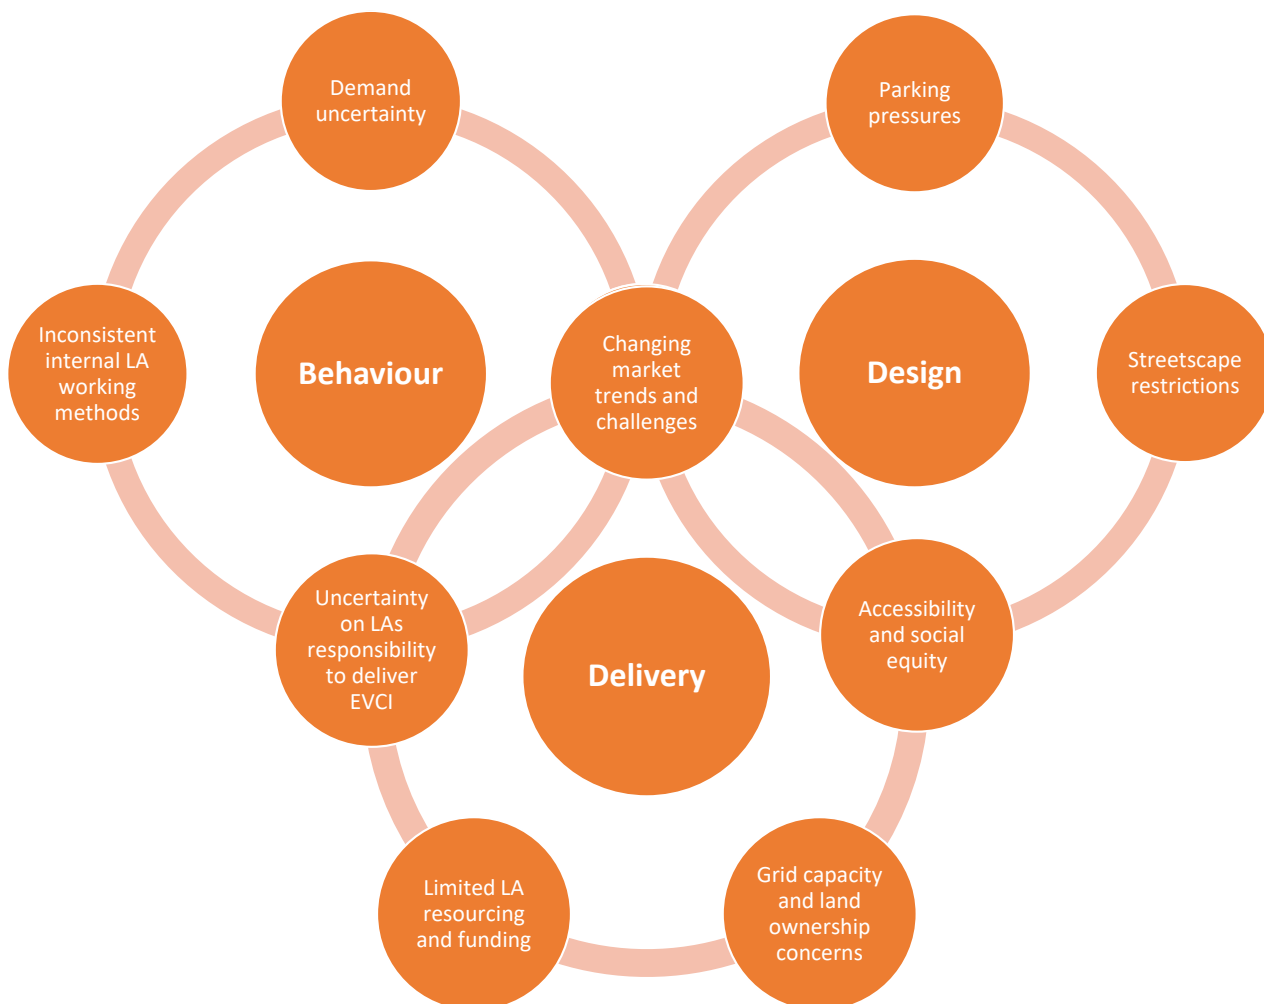 Demand
uncertainty
Parking
pressures
Inconsistent
internal LA
working
methods
Behaviour
Changing
market
trends and
challenges
Design
Streetscape
restrictions
Uncertainty
on LAs
responsibility
to deliver
EVCI
Delivery
Accessibility
and social
equity
Limited LA
resourcing
and funding
Grid capacity
and land
ownership
concerns